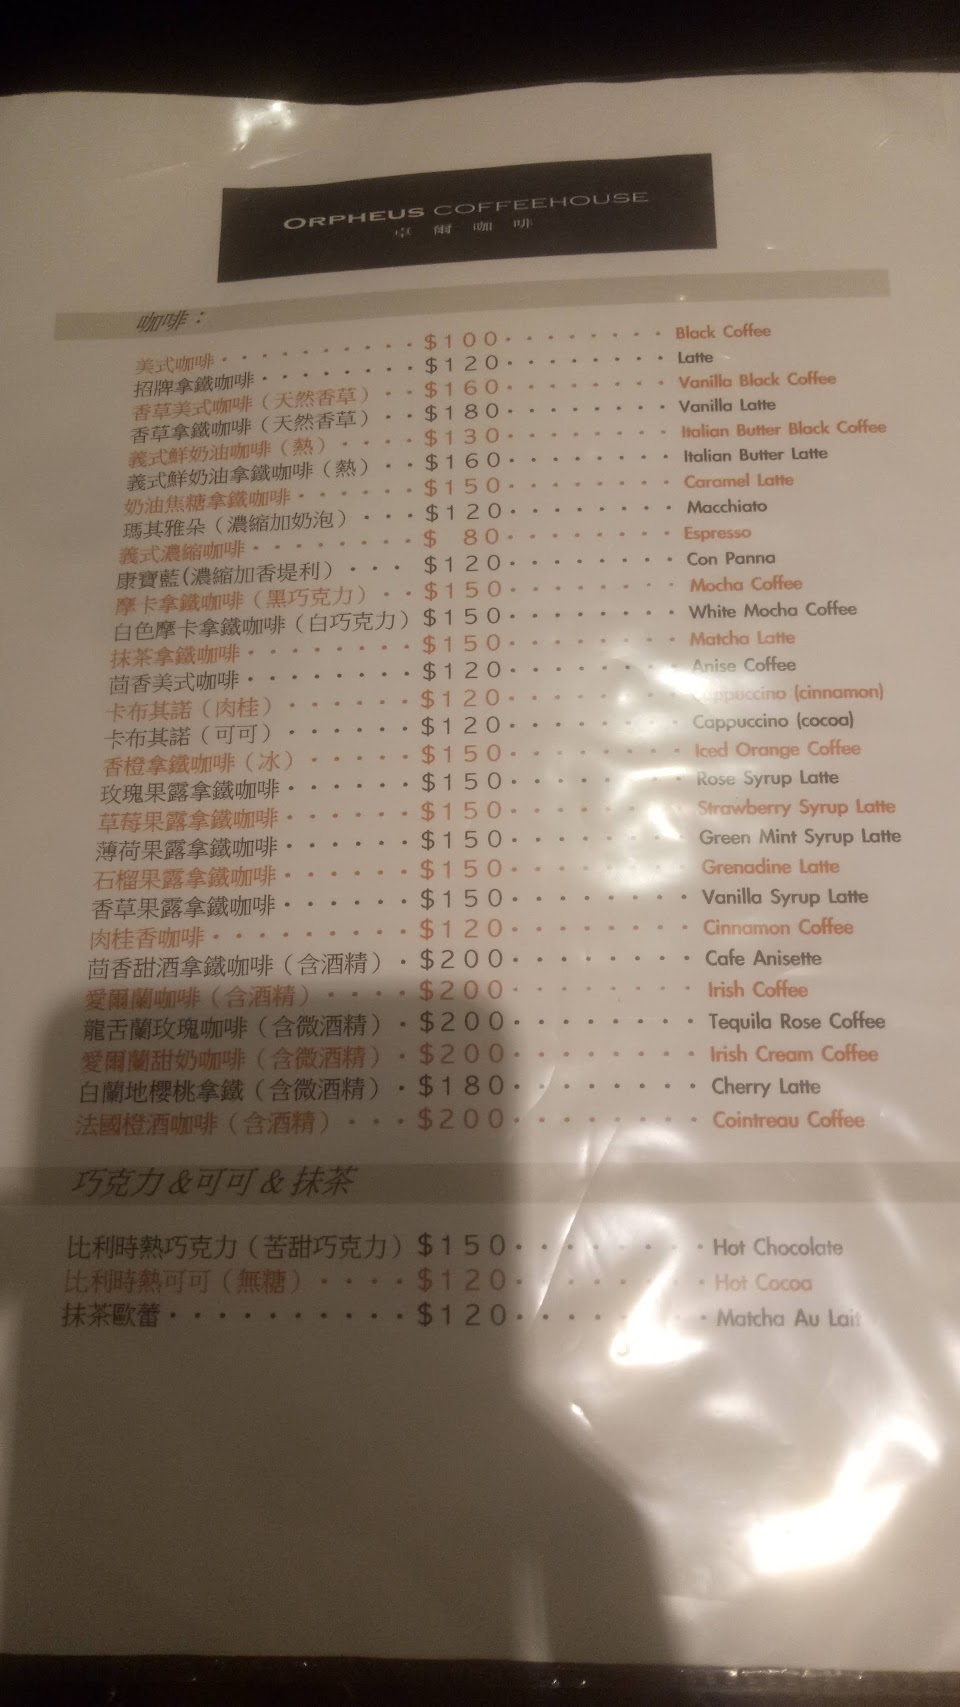 ORPHEUS COFFEEHOUSE
卓爾咖啡
咖啡：
美式咖啡··········$100········Black Coffee
招牌拿鐵咖啡········$120········Latte
香草美式咖啡（天然香草）··$160········Vanilla Black Coffee
香草拿鐵咖啡（天然香草）··$180········Vanilla Latte
義式鮮奶油咖啡（熱）····$130········Italian Butter Black Coffee
義式鮮奶油拿鐵咖啡（熱）··$160········Italian Butter Latte
奶油焦糖拿鐵咖啡······$150········Caramel Latte
瑪其雅朵（濃縮加奶泡）···$120········Macchiato
義式濃縮咖啡········$ 80········Espresso
康寶藍(濃縮加香堤利）···$120········Con Panna
摩卡拿鐵咖啡（黑巧克力）··$150········Mocha Coffee
白色摩卡拿鐵咖啡（白巧克力）$150········White Mocha Coffee
抹茶拿鐵咖啡········$150········Matcha Latte
茴香美式咖啡········$120········Anise Coffee
卡布其諾（肉桂）······$120········Cappuccino (cinnamon)
卡布其諾（可可）······$120········Cappuccino (cocoa)
香橙拿鐵咖啡（冰）·····$150········Iced Orange Coffee
玫瑰果露拿鐵咖啡······$150········Rose Syrup Latte
草莓果露拿鐵咖啡······$150········Strawberry Syrup Latte
薄荷果露拿鐵咖啡······$150········Green Mint Syrup Latte
石榴果露拿鐵咖啡······$150········Grenadine Latte
香草果露拿鐵咖啡······$150········Vanilla Syrup Latte
肉桂香咖啡·········$120········Cinnamon Coffee
茴香甜酒拿鐵咖啡（含酒精）·$200········Cafe Anisette
愛爾蘭咖啡（含酒精）····$200········Irish Coffee
龍舌蘭玫瑰咖啡（含微酒精）·$200········Tequila Rose Coffee
愛爾蘭甜奶咖啡（含微酒精）·$200········Irish Cream Coffee
白蘭地櫻桃拿鐵（含微酒精）·$180········Cherry Latte
法國橙酒咖啡（含酒精）···$200········Cointreau Coffee
巧克力&可可&抹茶
比利時熱巧克力（苦甜巧克力）$150········Hot Chocolate
比利時熱可可（無糖）····$120········Hot Cocoa
抹茶歐蕾··········$120········Matcha Au Lait